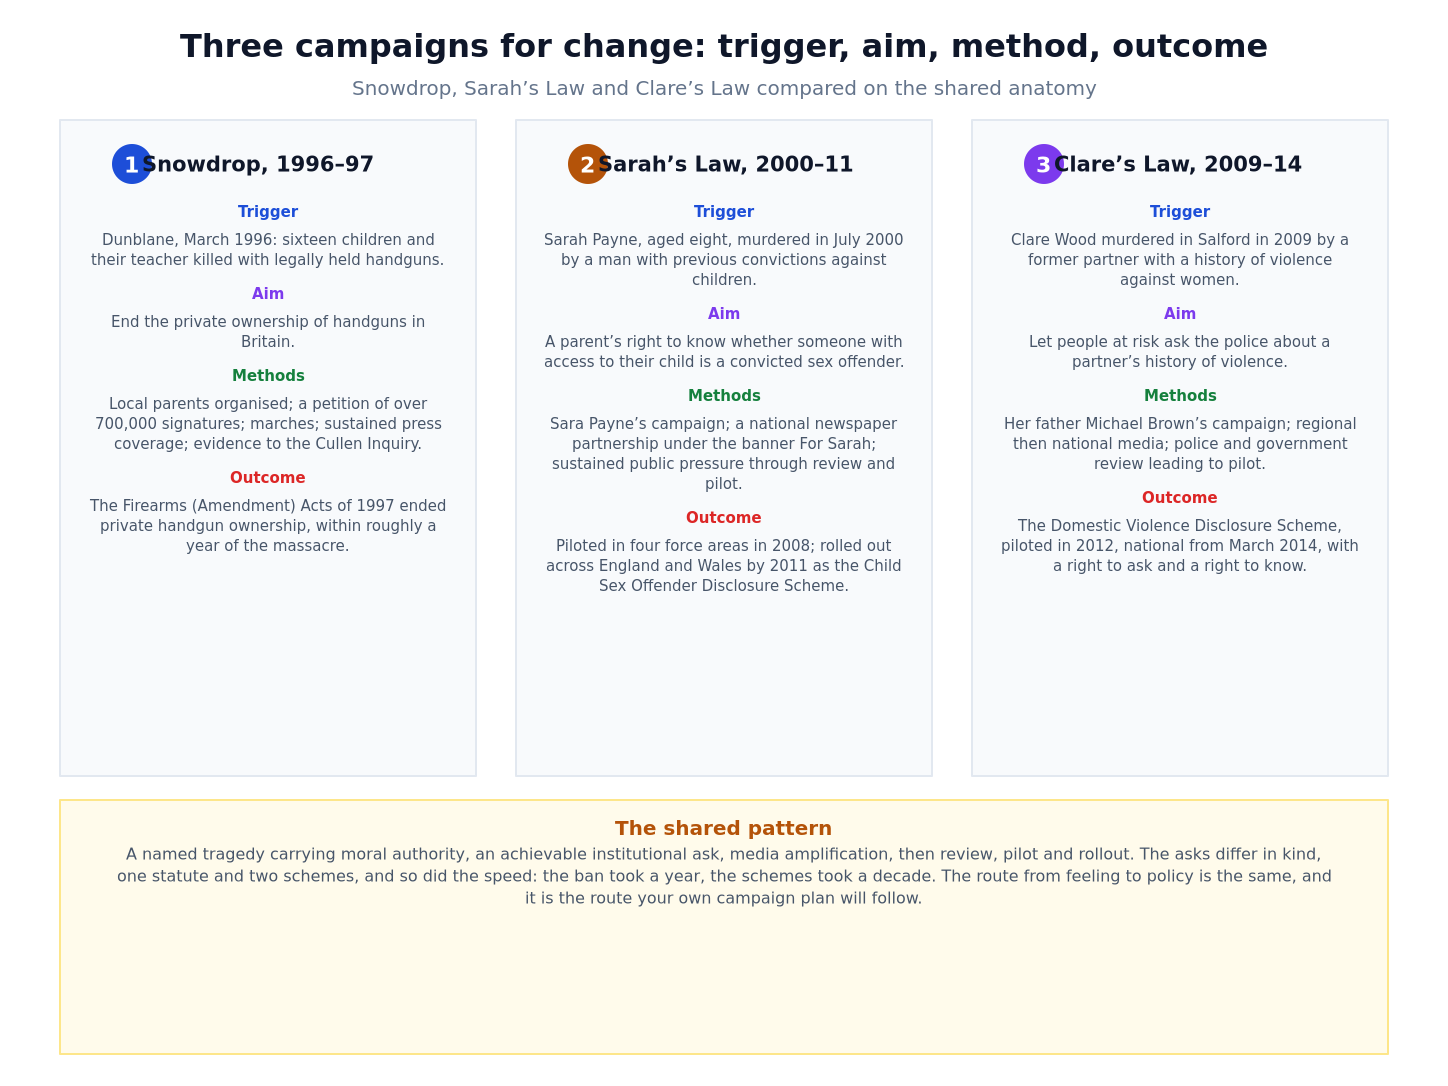 Three campaigns for change: trigger, aim, method, outcome
Snowdrop, Sarah’s Law and Clare’s Law compared on the shared anatomy
1 Snowdrop, 1996–97
Trigger
Dunblane, March 1996: sixteen children and
their teacher killed with legally held handguns.
Aim
End the private ownership of handguns in
Britain.
Methods
Local parents organised; a petition of over
700,000 signatures; marches; sustained press
coverage; evidence to the Cullen Inquiry.
Outcome
The Firearms (Amendment) Acts of 1997 ended
private handgun ownership, within roughly a
year of the massacre.
2 Sarah’s Law, 2000–11
Trigger
Sarah Payne, aged eight, murdered in July 2000
by a man with previous convictions against
children.
Aim
A parent’s right to know whether someone with
access to their child is a convicted sex offender.
Methods
Sara Payne’s campaign; a national newspaper
partnership under the banner For Sarah;
sustained public pressure through review and
pilot.
Outcome
Piloted in four force areas in 2008; rolled out
across England and Wales by 2011 as the Child
Sex Offender Disclosure Scheme.
3 Clare’s Law, 2009–14
Trigger
Clare Wood murdered in Salford in 2009 by a
former partner with a history of violence
against women.
Aim
Let people at risk ask the police about a
partner’s history of violence.
Methods
Her father Michael Brown’s campaign; regional
then national media; police and government
review leading to pilot.
Outcome
The Domestic Violence Disclosure Scheme,
piloted in 2012, national from March 2014, with
a right to ask and a right to know.
The shared pattern
A named tragedy carrying moral authority, an achievable institutional ask, media amplification, then review, pilot and rollout. The asks differ in kind,
one statute and two schemes, and so did the speed: the ban took a year, the schemes took a decade. The route from feeling to policy is the same, and
it is the route your own campaign plan will follow.